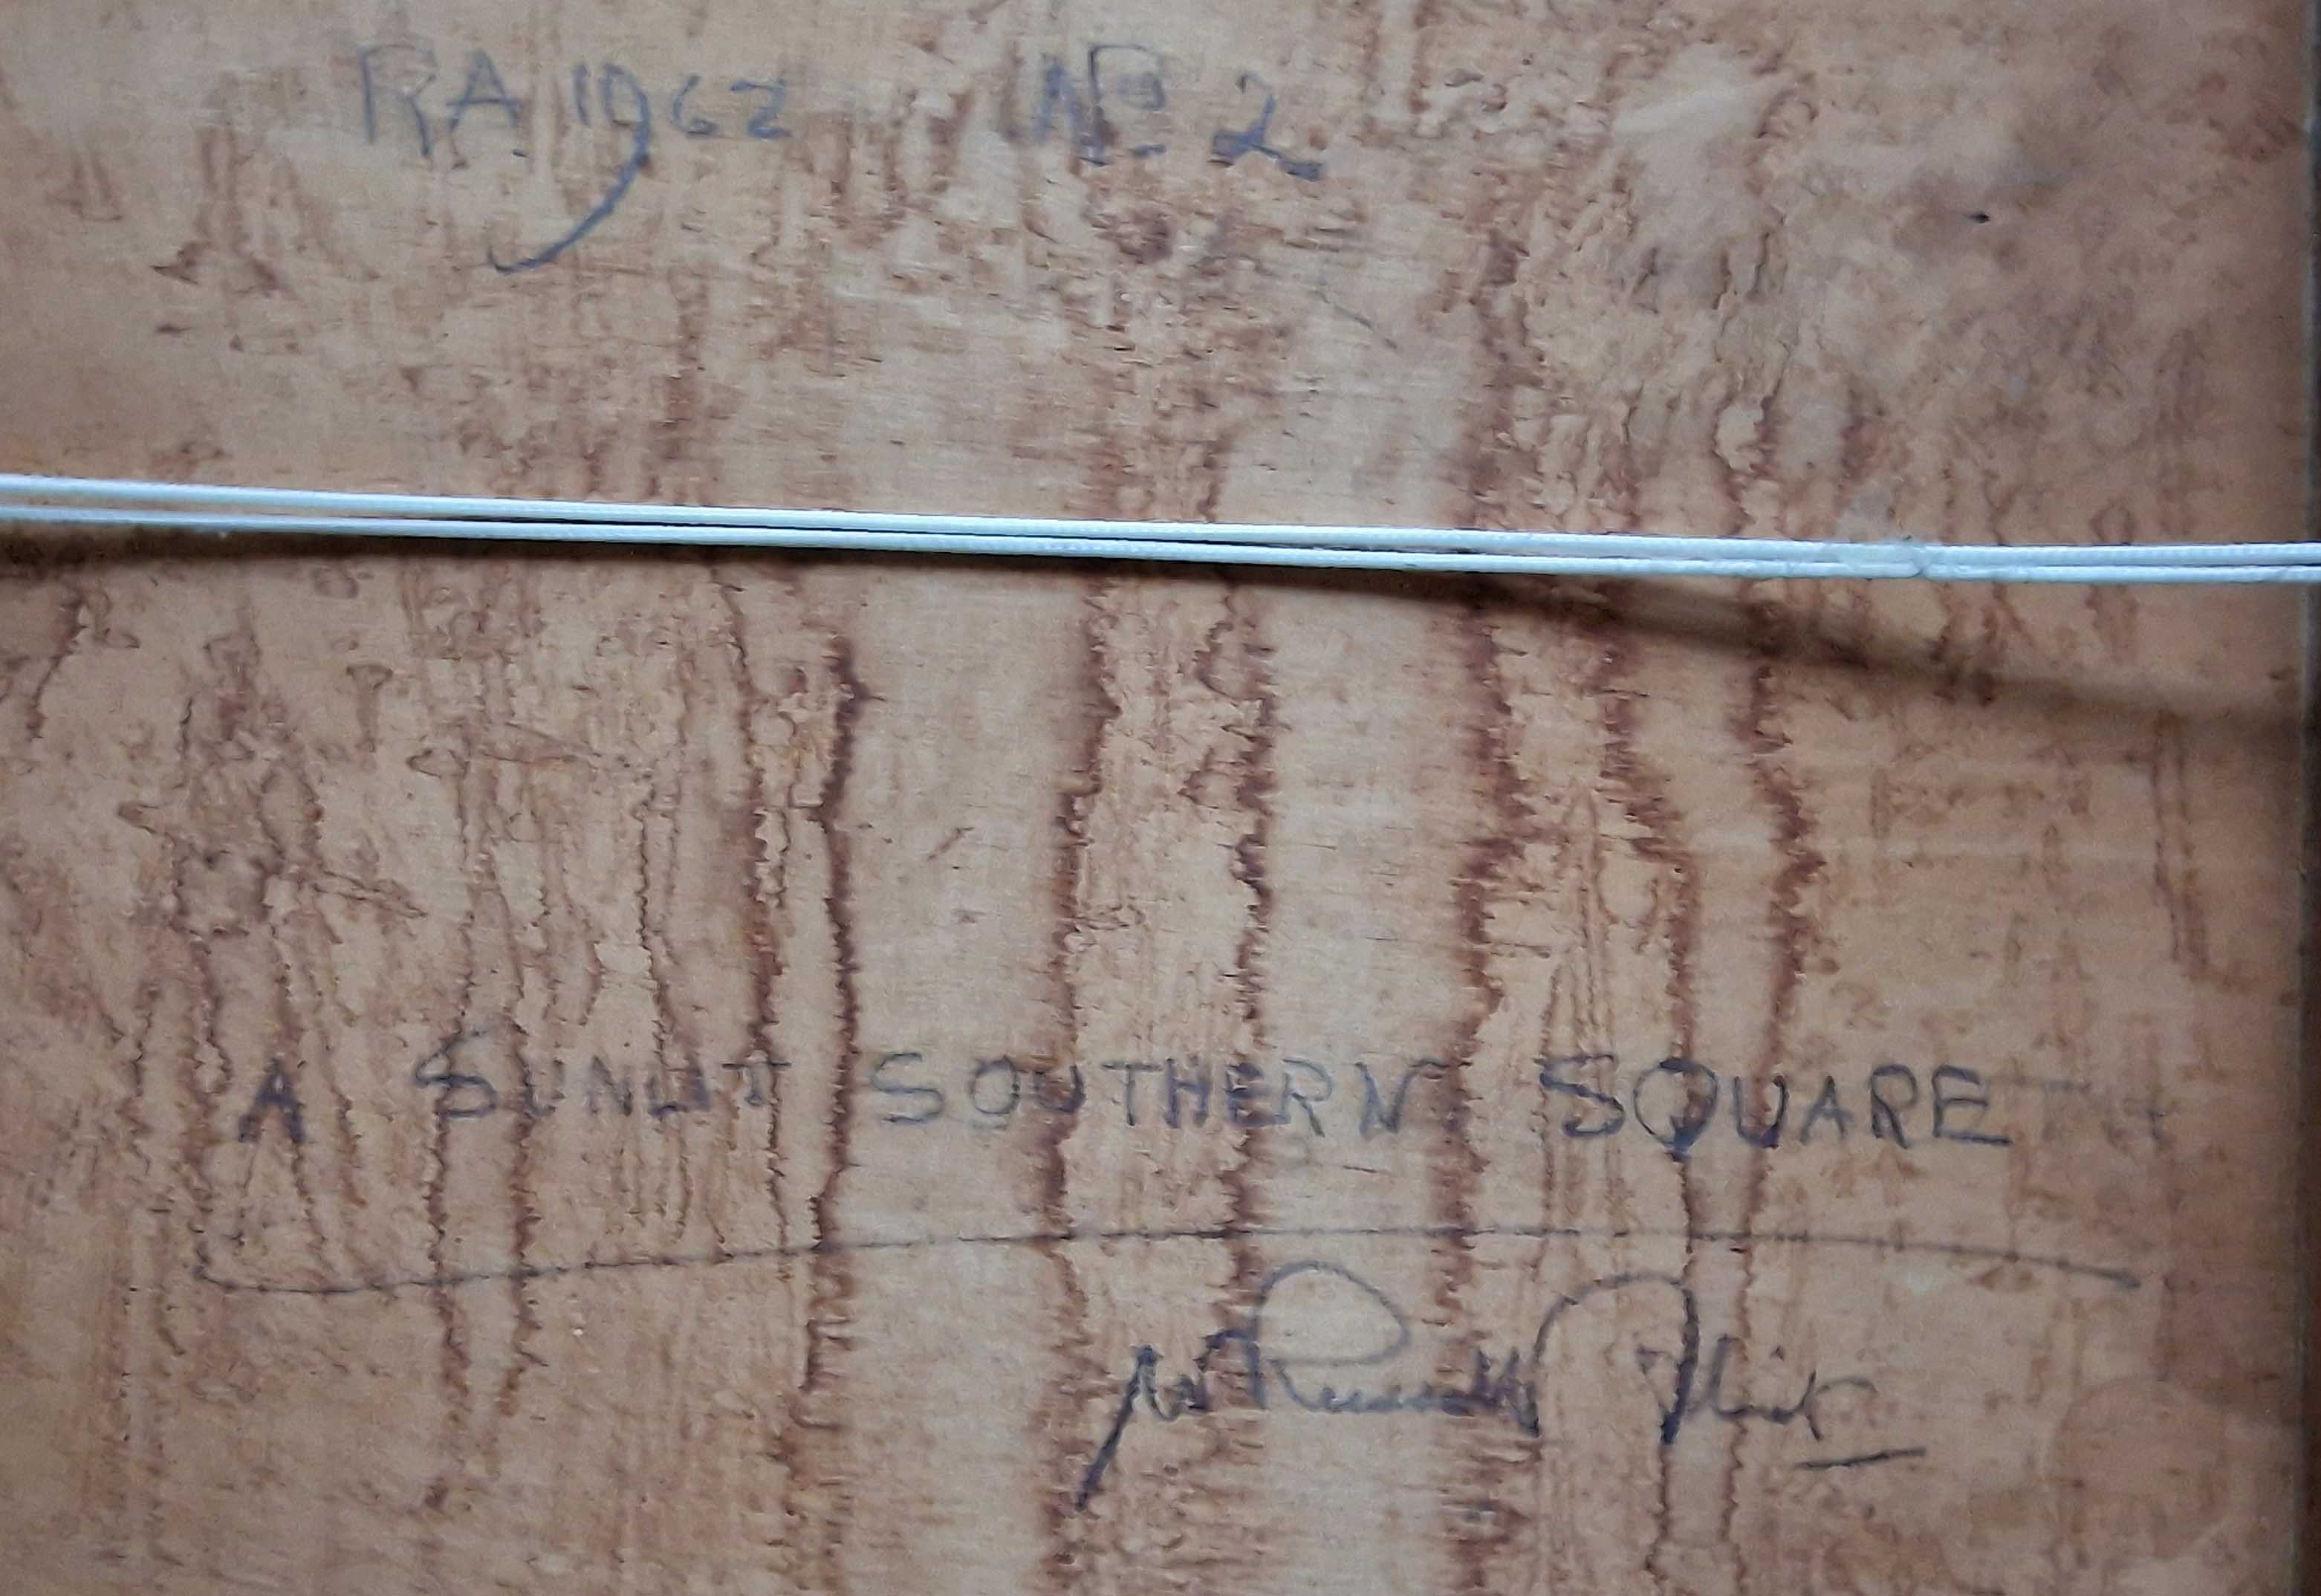 RA 1962 No 2
A SUNLIT SOUTHERN SQUARE
W Russell Flint